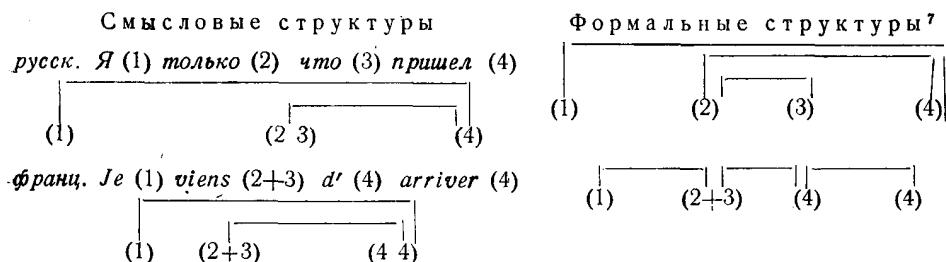 Смысловые структуры
Формальные структуры⁷
русск. Я (1) только (2) что (3) пришел (4)
(1) (2 3) (4)
(1) (2) (3) (4)
франц. Je (1) viens (2+3) d' (4) arriver (4)
(1) (2+3) (4 4)
(1) (2+3) (4) (4)